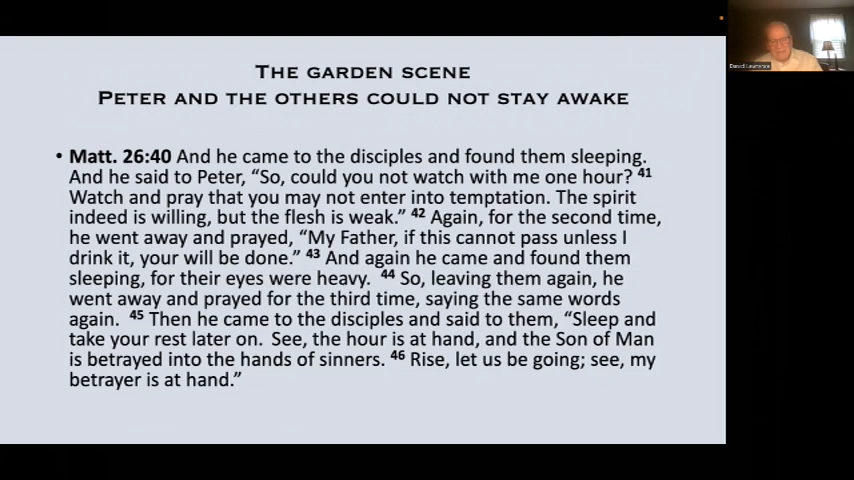 THE GARDEN SCENE
PETER AND THE OTHERS COULD NOT STAY AWAKE
• Matt. 26:40 And he came to the disciples and found them sleeping.
And he said to Peter, “So, could you not watch with me one hour? 41
Watch and pray that you may not enter into temptation. The spirit
indeed is willing, but the flesh is weak.” 42 Again, for the second time,
he went away and prayed, “My Father, if this cannot pass unless I
drink it, your will be done.” 43 And again he came and found them
sleeping, for their eyes were heavy. 44 So, leaving them again, he
went away and prayed for the third time, saying the same words
again. 45 Then he came to the disciples and said to them, “Sleep and
take your rest later on. See, the hour is at hand, and the Son of Man
is betrayed into the hands of sinners. 46 Rise, let us be going; see, my
betrayer is at hand.”